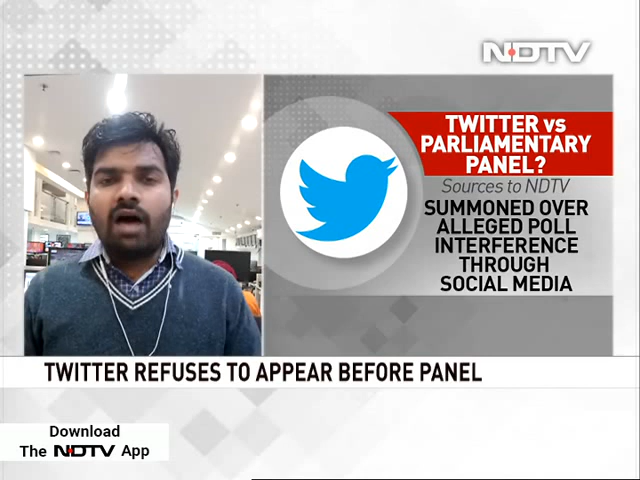 NDTV
TWITTER vs
PARLIAMENTARY
PANEL?
Sources to NDTV
SUMMONED OVER
ALLEGED POLL
INTERFERENCE
THROUGH
SOCIAL MEDIA
TWITTER REFUSES TO APPEAR BEFORE PANEL
Download
The NDTV App